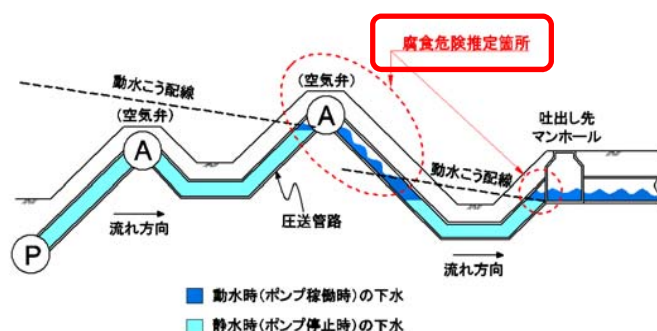 腐食危険推定箇所
(空気弁)
動水こう配線
(空気弁)
A
吐出し先
マンホール
A
動水こう配線
圧送管路
流れ方向
P
流れ方向
動水時(ポンプ稼働時)の下水
静水時(ポンプ停止時)の下水